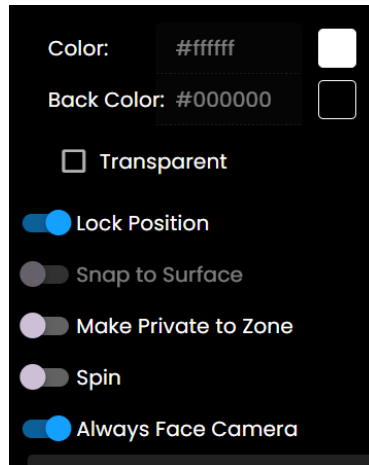 Color: #ffffff
Back Color: #000000
Transparent
Lock Position
Snap to Surface
Make Private to Zone
Spin
Always Face Camera